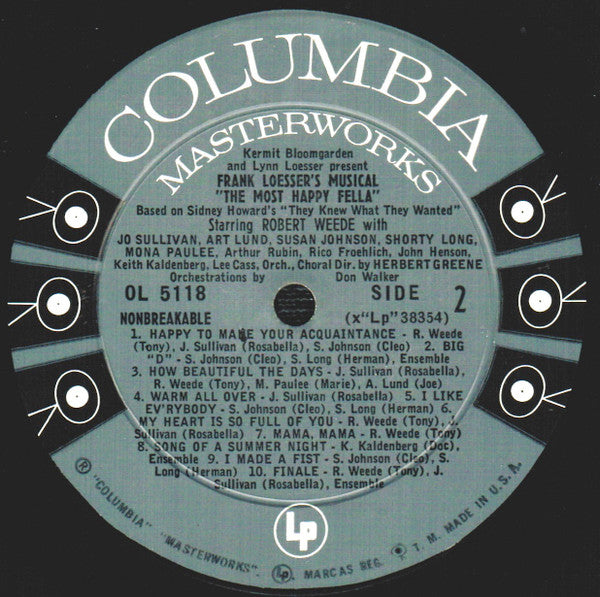 COLUMBIA
MASTERWORKS
Kermit Bloomgarden
and Lynn Loesser present
FRANK LOESSER'S MUSICAL
"THE MOST HAPPY FELLA"
Based on Sidney Howard's "They Knew What They Wanted"
Starring ROBERT WEEDE with
JO SULLIVAN, ART LUND, SUSAN JOHNSON, SHORTY LONG,
MONA PAULEE, Arthur Rubin, Rico Froehlich, John Henson,
Keith Kaldenberg, Lee Cass, Orch., Choral Dir. by HERBERT GREENE
Orchestrations by Don Walker
OL 5118 SIDE 2
NONBREAKABLE (x"Lp"38354)
1. HAPPY TO MAKE YOUR ACQUAINTANCE - R. Weede
(Tony), J. Sullivan (Rosabella), S. Johnson (Cleo) 2. BIG
"D" - S. Johnson (Cleo), S. Long (Herman), Ensemble
3. HOW BEAUTIFUL THE DAYS - J. Sullivan (Rosabella),
R. Weede (Tony), M. Paulee (Marie), A. Lund (Joe)
4. WARM ALL OVER - J. Sullivan (Rosabella) 5. I LIKE
EV'RYBODY - S. Johnson (Cleo), S. Long (Herman) 6.
MY HEART IS SO FULL OF YOU - R. Weede (Tony), J.
Sullivan (Rosabella) 7. MAMA, MAMA - R. Weede (Tony)
8. SONG OF A SUMMER NIGHT - K. Kaldenberg (Doc),
Ensemble 9. I MADE A FIST - S. Johnson (Cleo), S.
Long (Herman) 10. FINALE - R. Weede (Tony), J.
Sullivan (Rosabella), Ensemble
Lp
® "COLUMBIA" "MASTERWORKS". Lp MARCAS REG. T. M. MADE IN U.S.A.